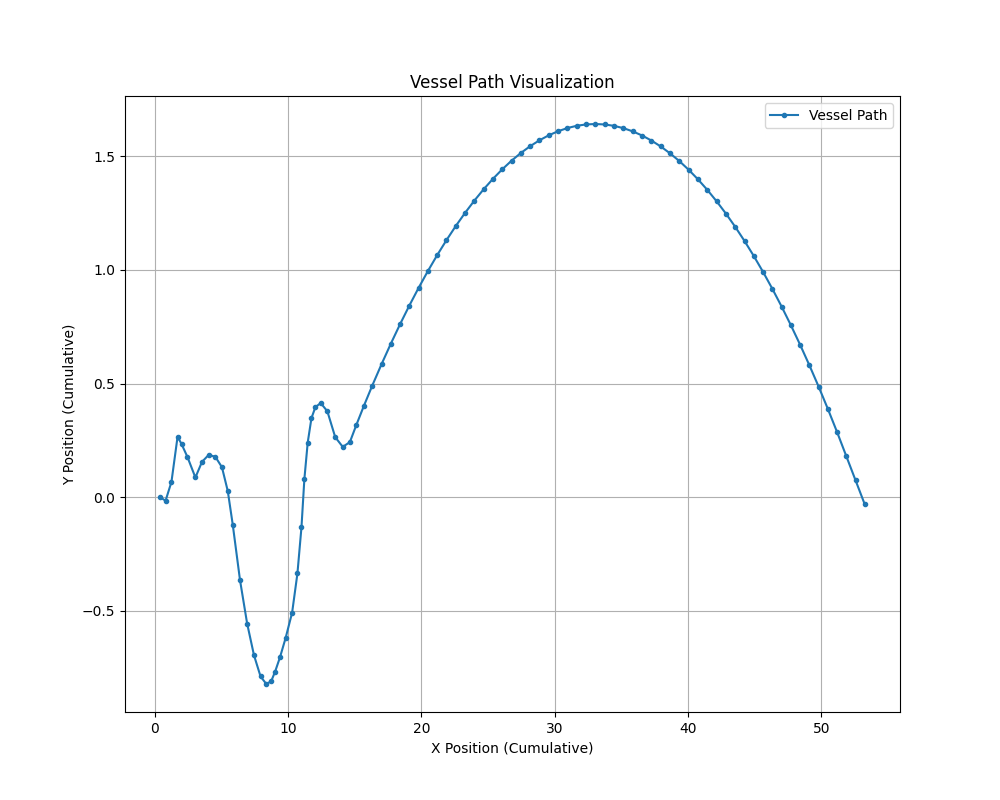 Vessel Path Visualization
Vessel Path
1.5
1.0
0.5
0.0
−0.5
Y Position (Cumulative)
0 10 20 30 40 50
X Position (Cumulative)